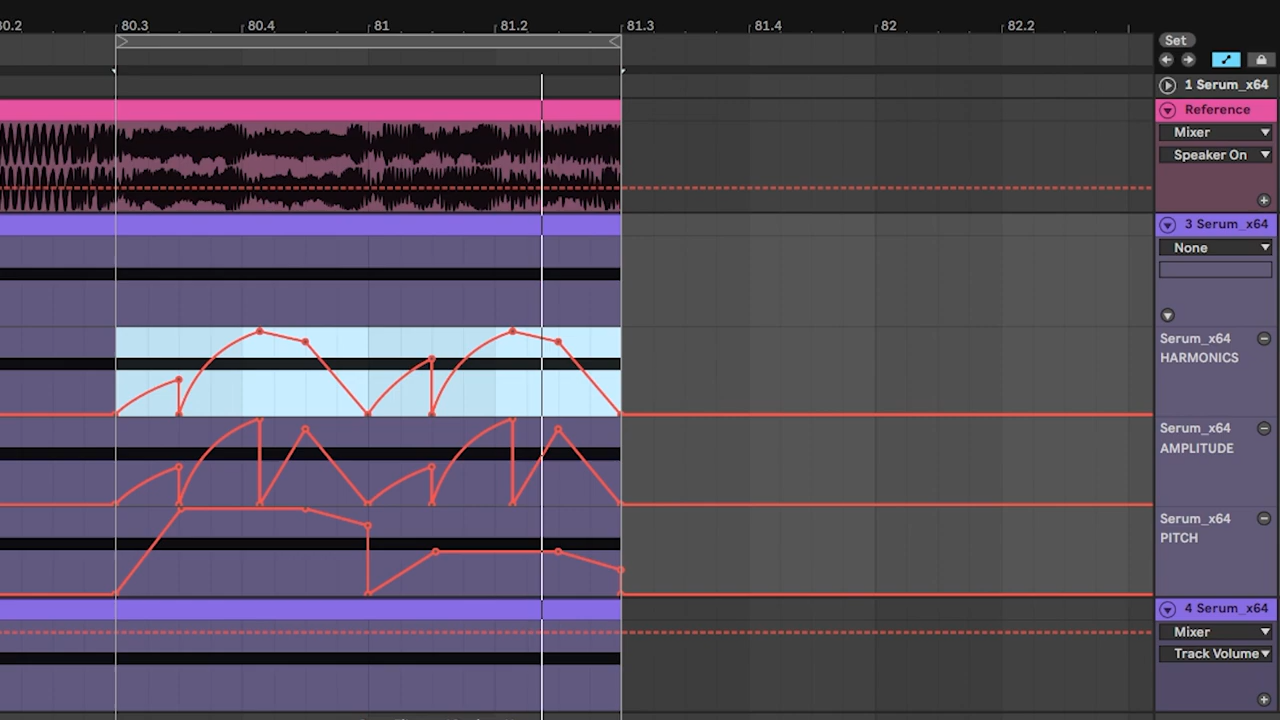 80.2 80.3 80.4 81 81.2 81.3 81.4 82 82.2
Set
1 Serum_x64
Reference
Mixer
Speaker On
3 Serum_x64
None
Serum_x64
HARMONICS
Serum_x64
AMPLITUDE
Serum_x64
PITCH
4 Serum_x64
Mixer
Track Volume